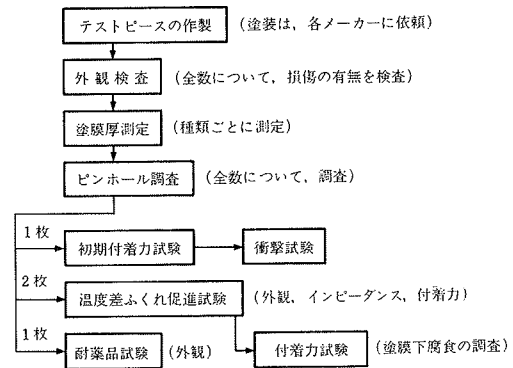 テストピースの作製 (塗装は，各メーカーに依頼)
外観検査 (全数について，損傷の有無を検査)
塗膜厚測定 (種類ごとに測定)
ピンホール調査 (全数について，調査)
1枚 初期付着力試験 衝撃試験
2枚 温度差ふくれ促進試験 (外観，インピーダンス，付着力)
1枚 耐薬品試験 (外観) 付着力試験 (塗膜下腐食の調査)